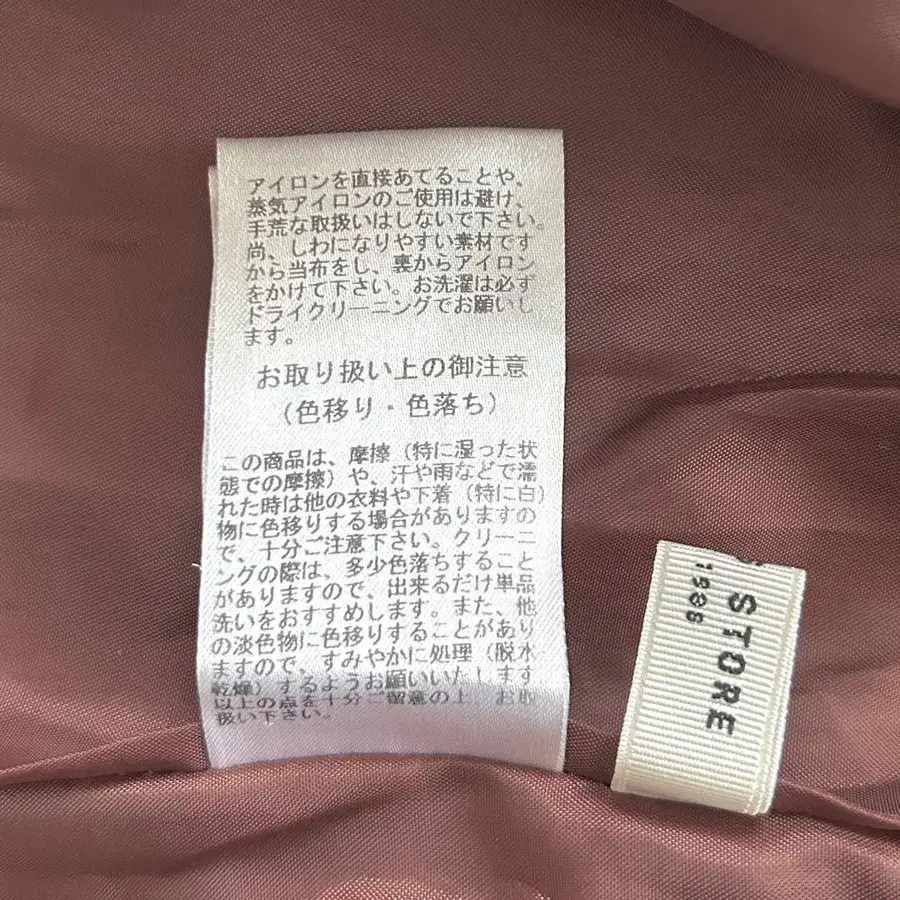 アイロンを直接あてることや、
蒸気アイロンのご使用は避け、
手荒な取扱いはしないで下さい。
尚、しわになりやすい素材です
から当布をし、裏からアイロン
をかけて下さい。お洗濯は必ず
ドライクリーニングでお願いし
ます。
お取り扱い上の御注意
(色移り・色落ち)
この商品は、摩擦(特に湿った状
態での摩擦)や、汗や雨などで濡
れた時は他の衣料や下着(特に白)
物に色移りする場合がありますの
で、十分ご注意下さい。クリーニ
ングの際は、多少色落ちすること
がありますので、出来るだけ単品
洗いをおすすめします。また、他
の淡色物に色移りすることがあり
ますので、すみやかに処理(脱水
乾燥)するようお願いいたします
以上の点を十分ご留意の上、お取
扱い下さい。
STORE